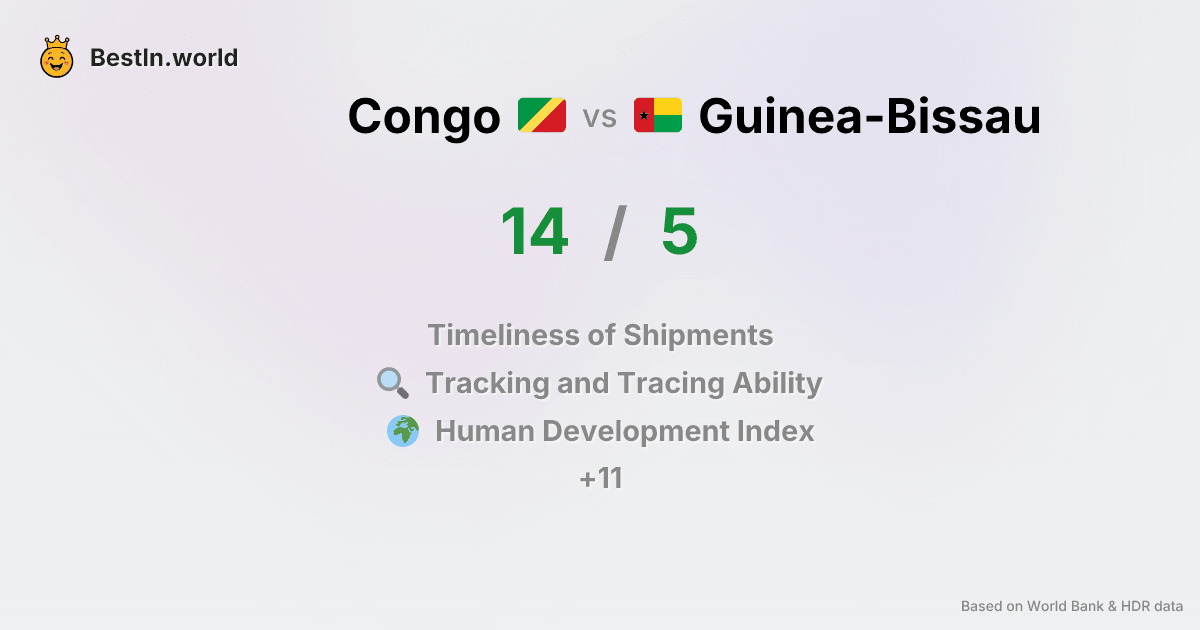 BestIn.world
Congo vs Guinea-Bissau
14 / 5
Timeliness of Shipments
Tracking and Tracing Ability
Human Development Index
+11
Based on World Bank & HDR data